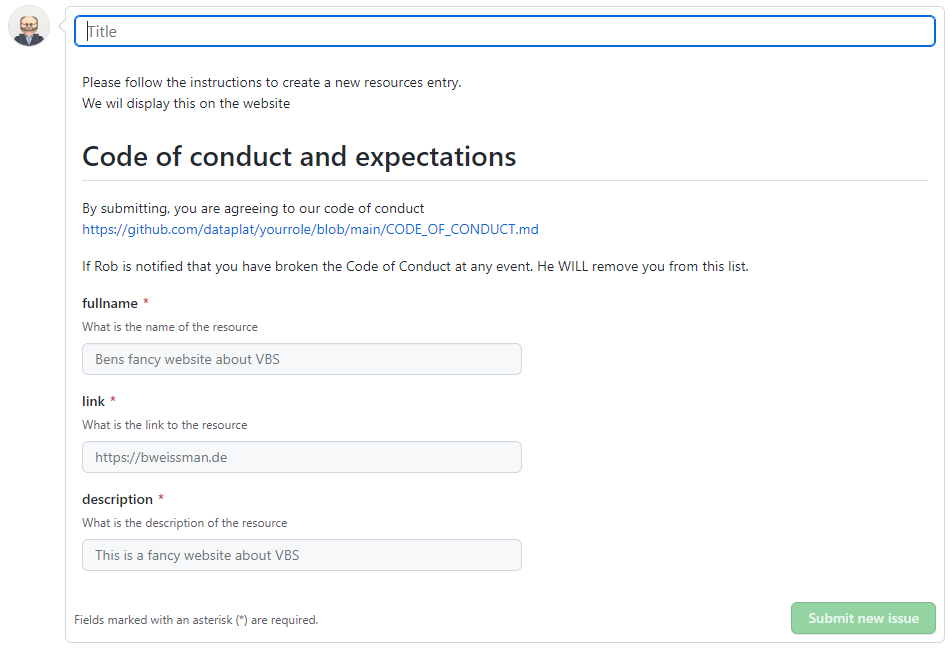 Title
Please follow the instructions to create a new resources entry.
We wil display this on the website
Code of conduct and expectations
By submitting, you are agreeing to our code of conduct
https://github.com/dataplat/yourrole/blob/main/CODE_OF_CONDUCT.md
If Rob is notified that you have broken the Code of Conduct at any event. He WILL remove you from this list.
fullname *
What is the name of the resource
Bens fancy website about VBS
link *
What is the link to the resource
https://bweissman.de
description *
What is the description of the resource
This is a fancy website about VBS
Fields marked with an asterisk (*) are required.
Submit new issue